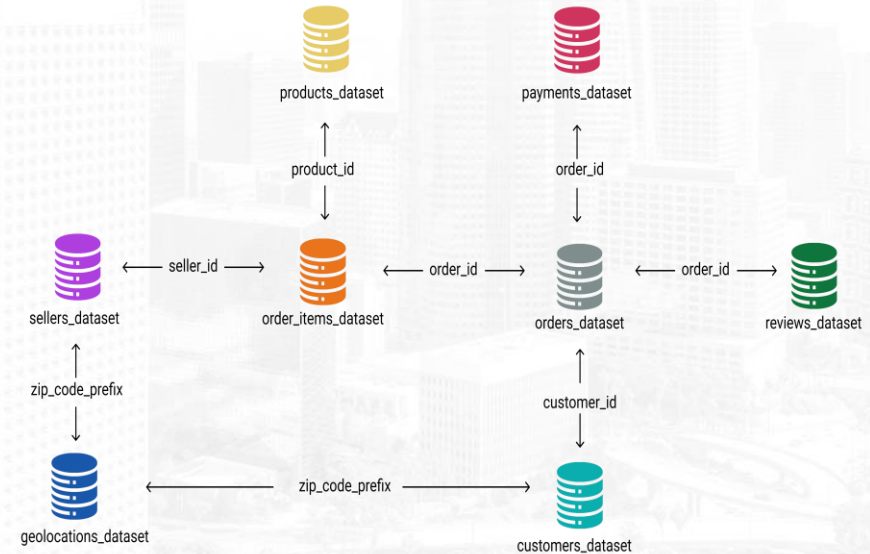 products_dataset
payments_dataset
product_id
order_id
seller_id
order_id
order_id
sellers_dataset
order_items_dataset
orders_dataset
reviews_dataset
zip_code_prefix
customer_id
zip_code_prefix
geolocations_dataset
customers_dataset